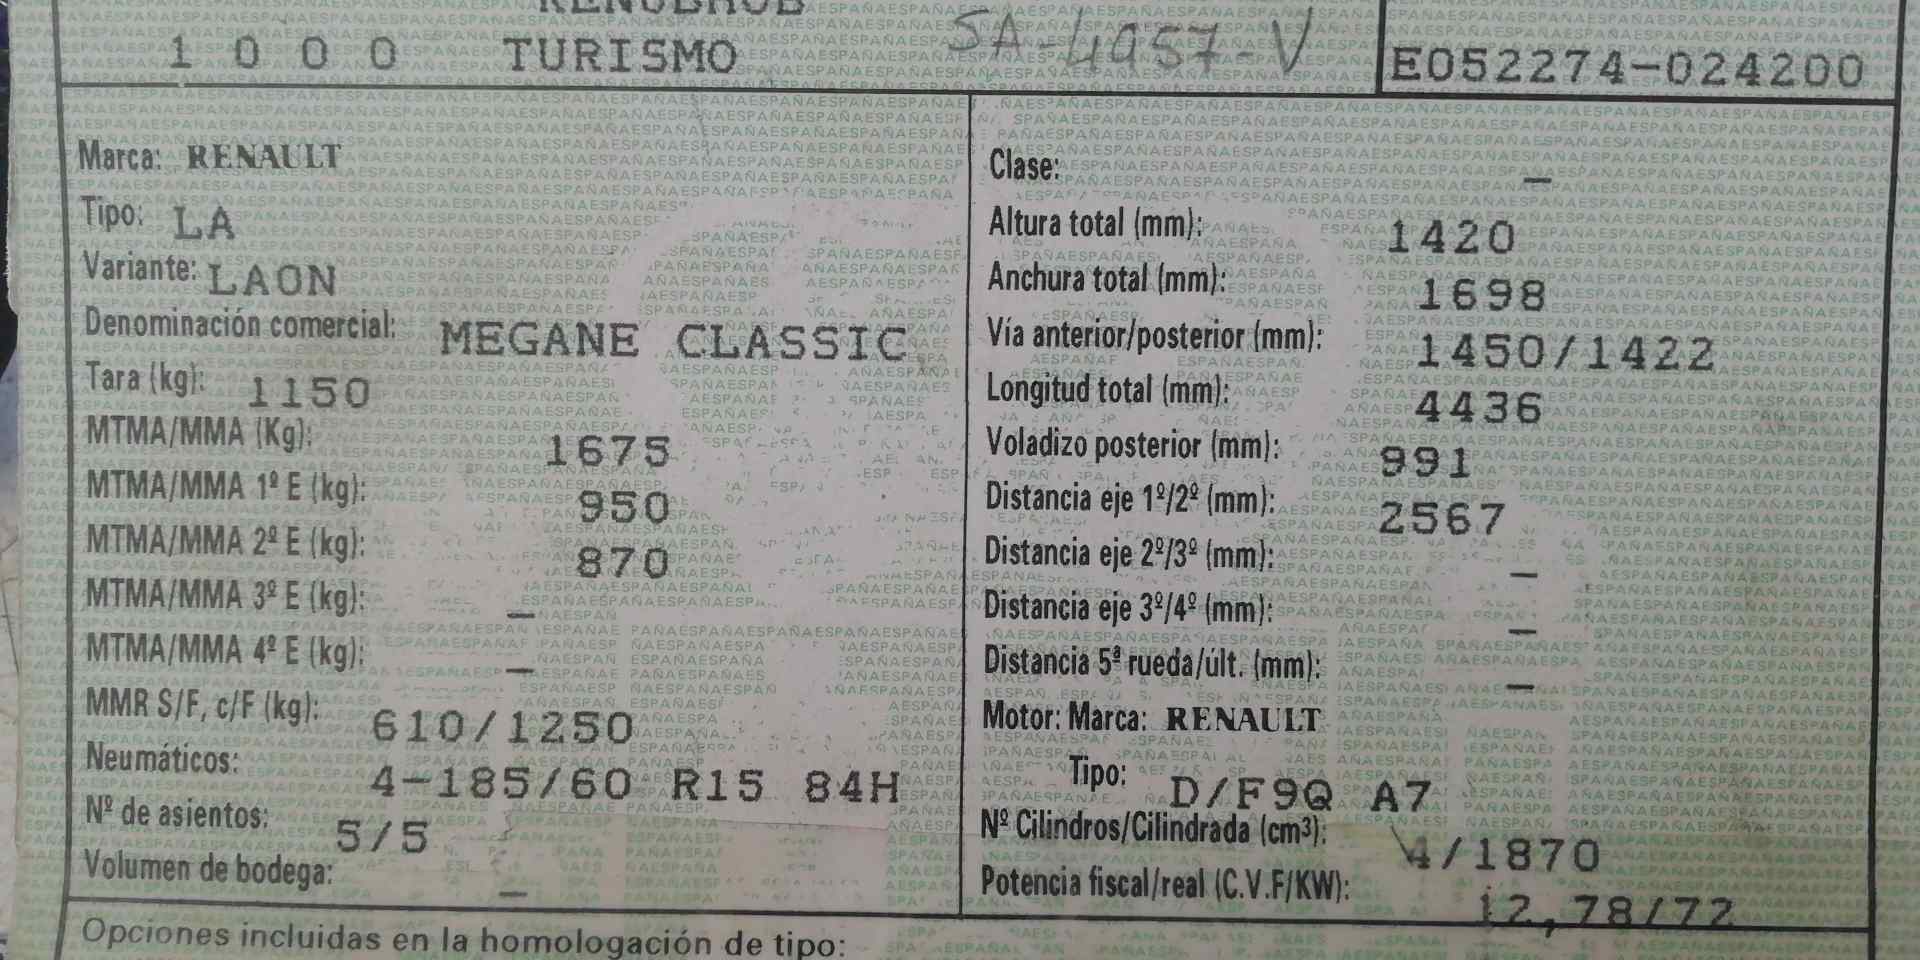 1 0 0 0 TURISMO
SA-4957-V
E052274-024200
Marca: RENAULT
Tipo: LA
Variante: LAON
Denominación comercial: MEGANE CLASSIC
Tara (kg): 1150
MTMA/MMA (Kg): 1675
MTMA/MMA 1º E (kg): 950
MTMA/MMA 2º E (kg): 870
MTMA/MMA 3º E (kg): –
MTMA/MMA 4º E (kg): –
MMR S/F, c/F (kg): 610/1250
Neumáticos: 4-185/60 R15 84H
Nº de asientos: 5/5
Volumen de bodega: –
Clase: –
Altura total (mm): 1420
Anchura total (mm): 1698
Vía anterior/posterior (mm): 1450/1422
Longitud total (mm): 4436
Voladizo posterior (mm): 991
Distancia eje 1º/2º (mm): 2567
Distancia eje 2º/3º (mm): –
Distancia eje 3º/4º (mm): –
Distancia 5ª rueda/últ. (mm): –
Motor: Marca: RENAULT
Tipo: D/F9Q A7
Nº Cilindros/Cilindrada (cm³): 4/1870
Potencia fiscal/real (C.V.F/KW): 12,78/72
Opciones incluidas en la homologación de tipo: